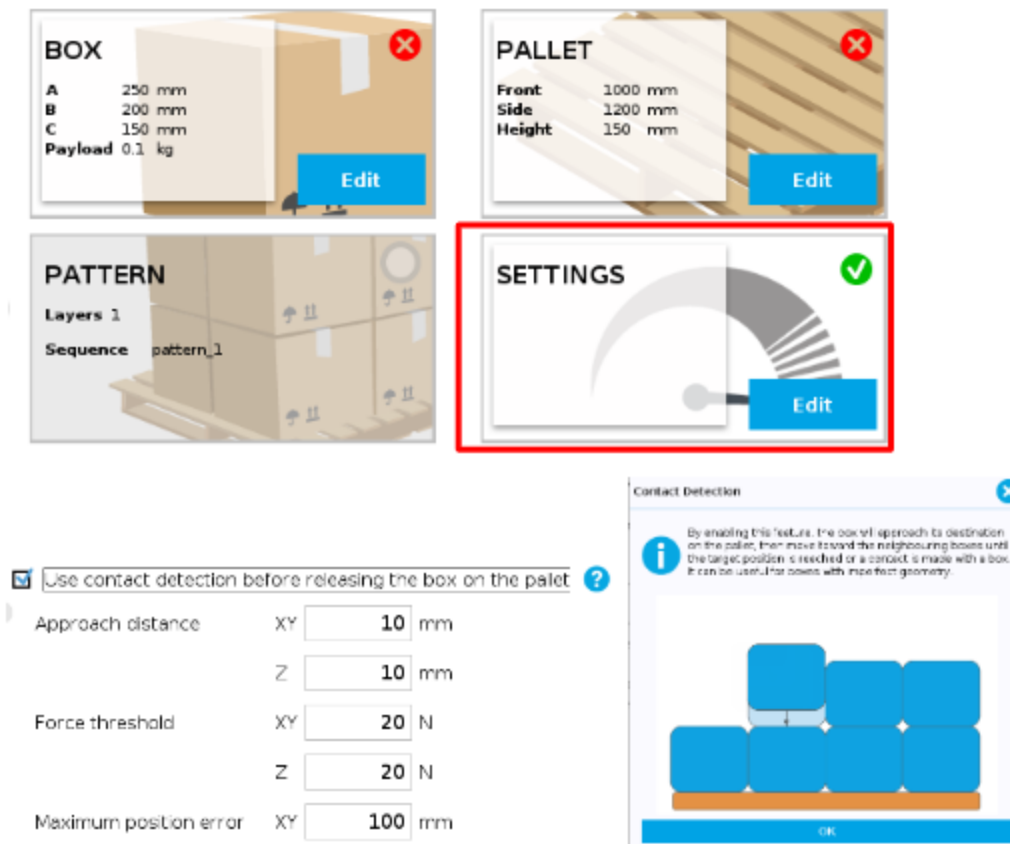 BOX
A 250 mm
B 200 mm
C 150 mm
Payload 0.1 kg
Edit
PALLET
Front 1000 mm
Side 1200 mm
Height 150 mm
Edit
PATTERN
Layers 1
Sequence pattern_1
SETTINGS
Edit
Use contact detection before releasing the box on the pallet ?
Approach distance XY 10 mm
Z 10 mm
Force threshold XY 20 N
Z 20 N
Maximum position error XY 100 mm
Contact Detection
i
By enabling this feature, the box will approach its destination
on the pallet, then move toward the neighbouring boxes until
the target position is reached or a contact is made with a box.
It can be useful for boxes with imperfect geometry.
OK